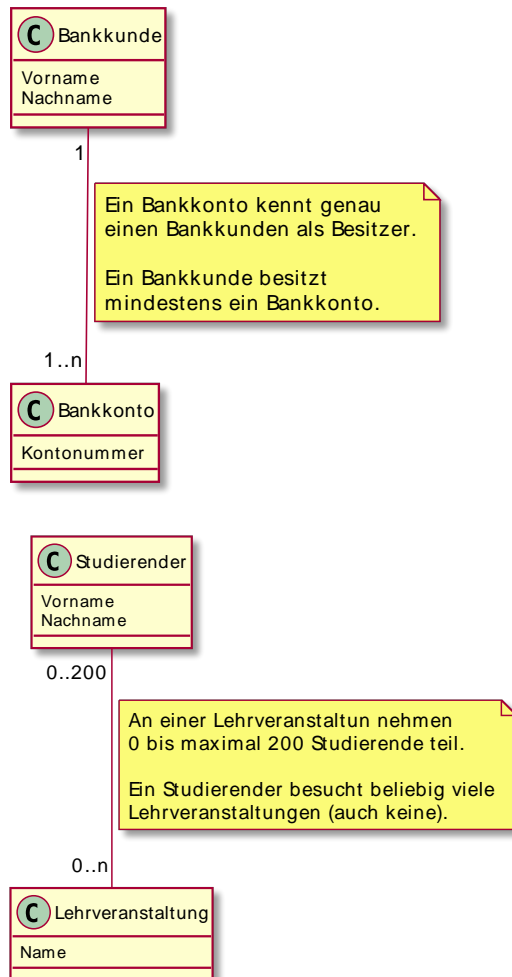 C Bankkunde
Vorname
Nachname
1
Ein Bankkonto kennt genau
einen Bankkunden als Besitzer.
Ein Bankkunde besitzt
mindestens ein Bankkonto.
1..n
C Bankkonto
Kontonummer
C Studierender
Vorname
Nachname
0..200
An einer Lehrveranstaltun nehmen
0 bis maximal 200 Studierende teil.
Ein Studierender besucht beliebig viele
Lehrveranstaltungen (auch keine).
0..n
C Lehrveranstaltung
Name